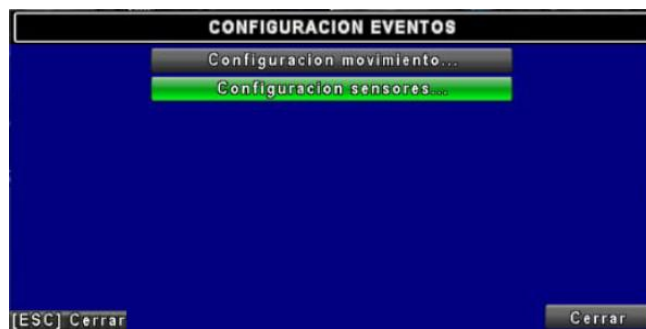 CONFIGURACION EVENTOS
Configuracion movimiento...
Configuracion sensores...
[ESC] Cerrar
Cerrar